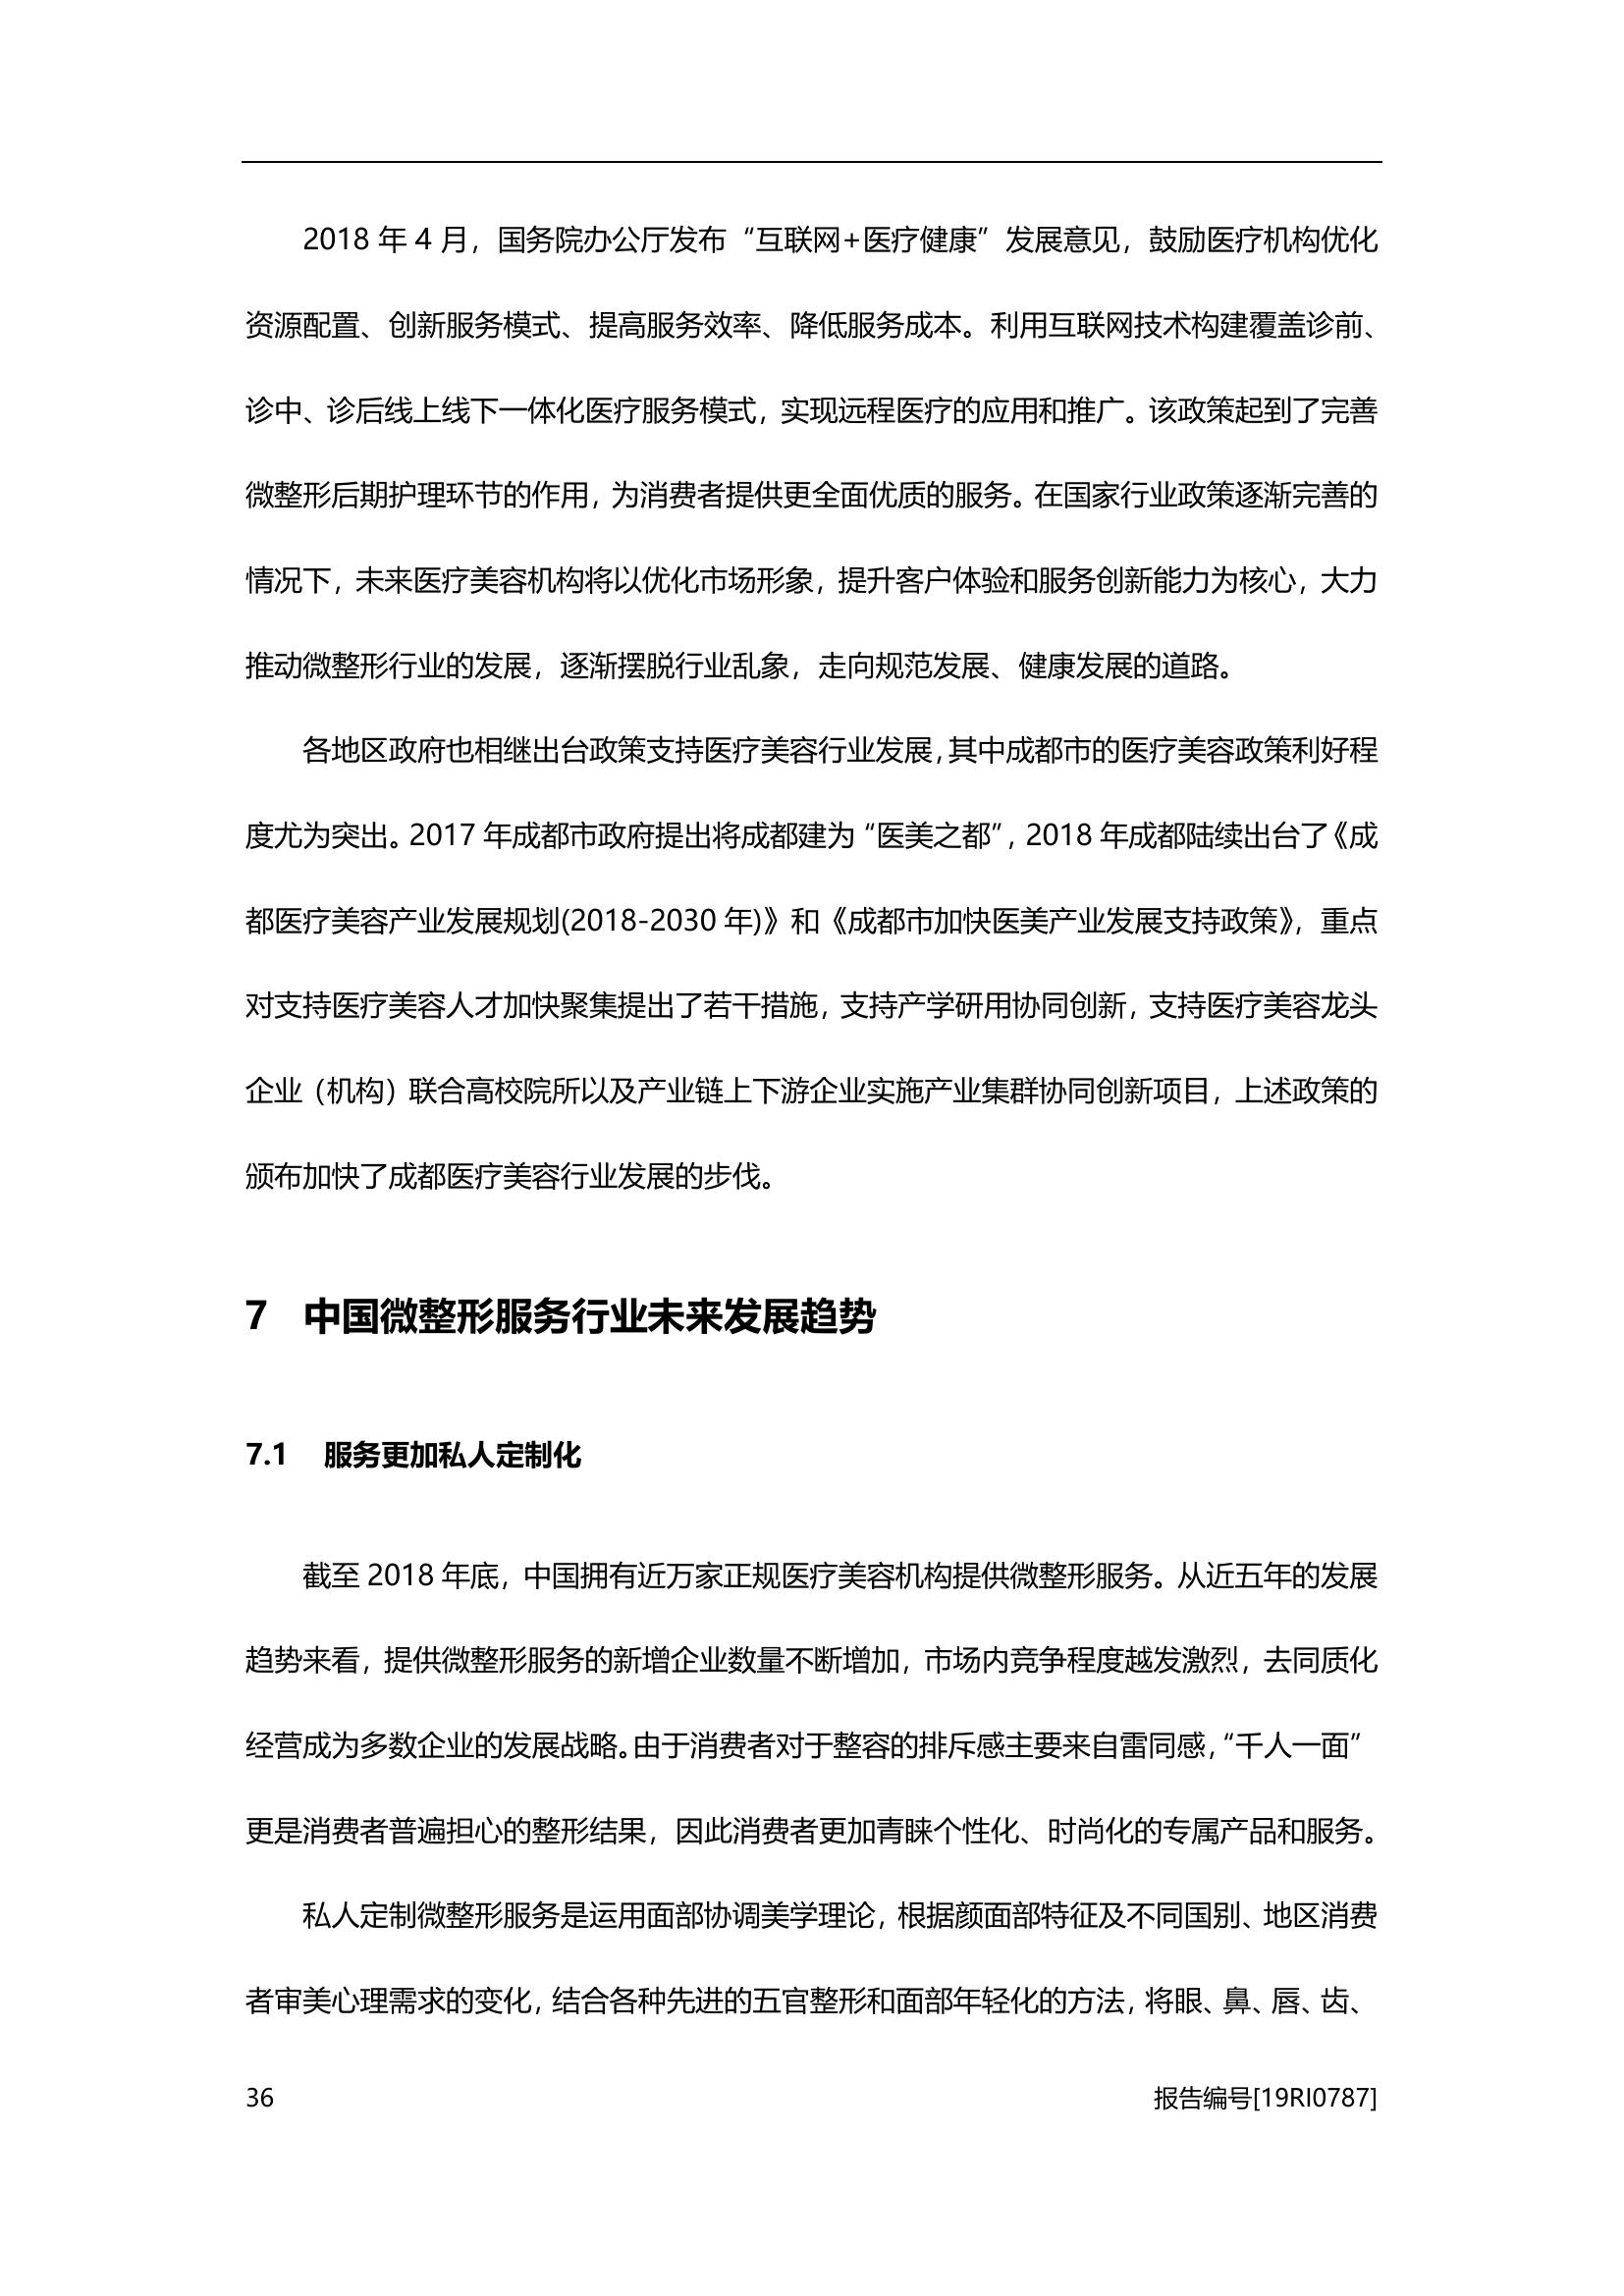 2018 年 4 月，国务院办公厅发布“互联网+医疗健康”发展意见，鼓励医疗机构优化
资源配置、创新服务模式、提高服务效率、降低服务成本。利用互联网技术构建覆盖诊前、
诊中、诊后线上线下一体化医疗服务模式，实现远程医疗的应用和推广。该政策起到了完善
微整形后期护理环节的作用，为消费者提供更全面优质的服务。在国家行业政策逐渐完善的
情况下，未来医疗美容机构将以优化市场形象，提升客户体验和服务创新能力为核心，大力
推动微整形行业的发展，逐渐摆脱行业乱象，走向规范发展、健康发展的道路。
各地区政府也相继出台政策支持医疗美容行业发展，其中成都市的医疗美容政策利好程
度尤为突出。2017 年成都市政府提出将成都建为“医美之都”，2018 年成都陆续出台了《成
都医疗美容产业发展规划(2018-2030 年)》和《成都市加快医美产业发展支持政策》，重点
对支持医疗美容人才加快聚集提出了若干措施，支持产学研用协同创新，支持医疗美容龙头
企业（机构）联合高校院所以及产业链上下游企业实施产业集群协同创新项目，上述政策的
颁布加快了成都医疗美容行业发展的步伐。
7 中国微整形服务行业未来发展趋势
7.1 服务更加私人定制化
截至 2018 年底，中国拥有近万家正规医疗美容机构提供微整形服务。从近五年的发展
趋势来看，提供微整形服务的新增企业数量不断增加，市场内竞争程度越发激烈，去同质化
经营成为多数企业的发展战略。由于消费者对于整容的排斥感主要来自雷同感，“千人一面”
更是消费者普遍担心的整形结果，因此消费者更加青睐个性化、时尚化的专属产品和服务。
私人定制微整形服务是运用面部协调美学理论，根据颜面部特征及不同国别、地区消费
者审美心理需求的变化，结合各种先进的五官整形和面部年轻化的方法，将眼、鼻、唇、齿、
36 报告编号[19RI0787]